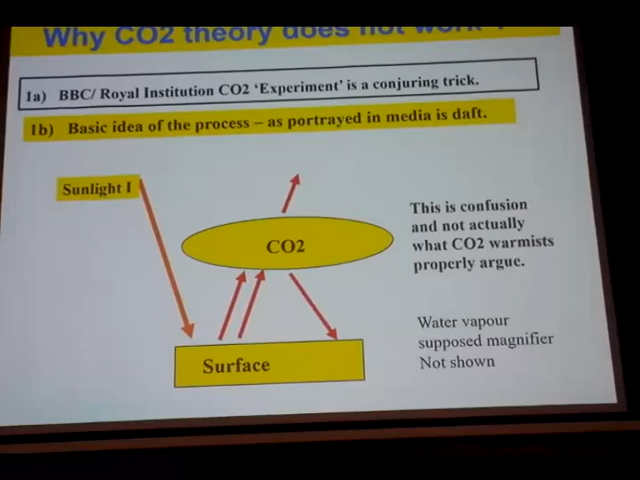 Why CO2 theory does not work
1a) BBC/ Royal Institution CO2 'Experiment' is a conjuring trick.
1b) Basic idea of the process – as portrayed in media is daft.
Sunlight I
CO2
This is confusion
and not actually
what CO2 warmists
properly argue.
Surface
Water vapour
supposed magnifier
Not shown